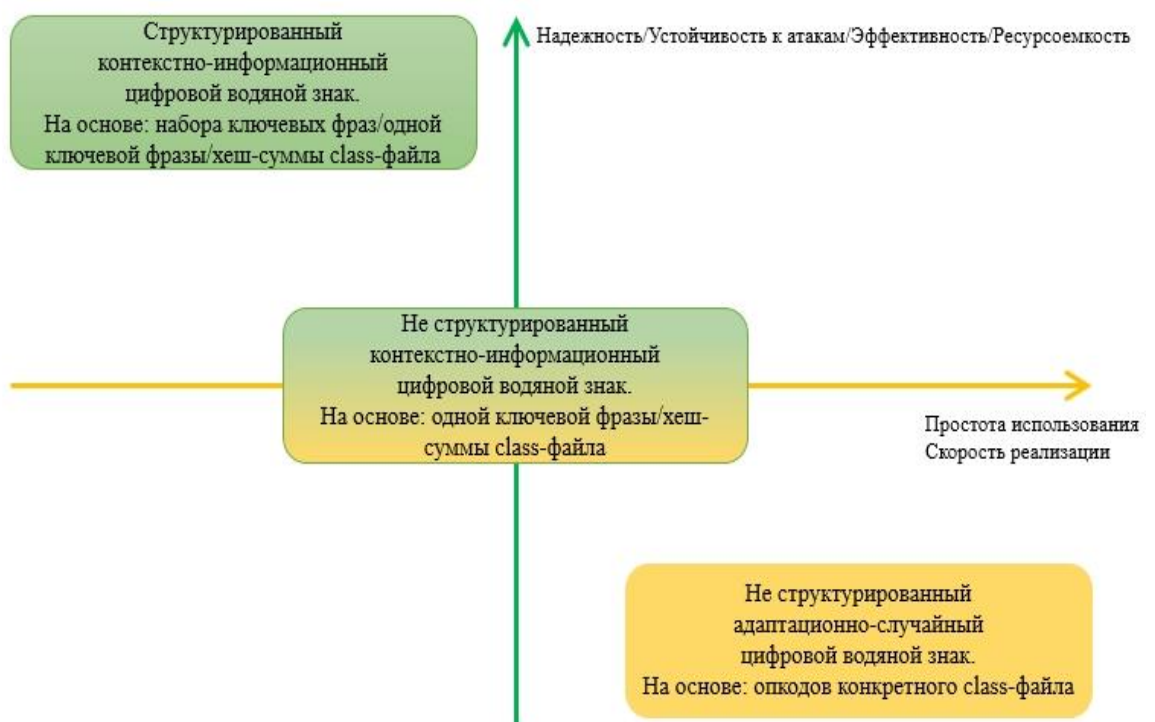 Структурированный
контекстно-информационный
цифровой водяной знак.
На основе: набора ключевых фраз/одной
ключевой фразы/хеш-суммы class-файла
Надежность/Устойчивость к атакам/Эффективность/Ресурсоемкость
Не структурированный
контекстно-информационный
цифровой водяной знак.
На основе: одной ключевой фразы/хеш-
суммы class-файла
Простота использования
Скорость реализации
Не структурированный
адаптационно-случайный
цифровой водяной знак.
На основе: опкодов конкретного class-файла